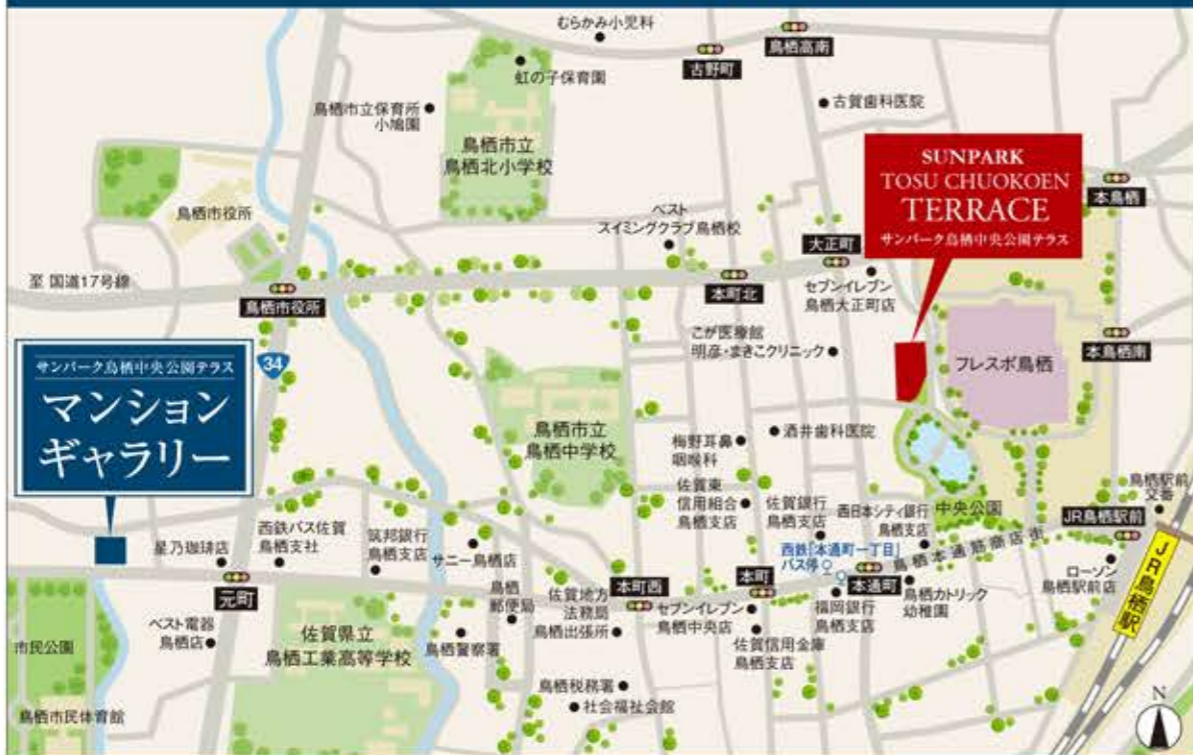 むらかみ小児科
鳥栖高南
古野町
虹の子保育園
鳥栖市立保育所
小鳩園
古賀歯科医院
鳥栖市立
鳥栖北小学校
SUNPARK
TOSU CHUOKOEN
TERRACE
サンパーク鳥栖中央公園テラス
本鳥栖
鳥栖市役所
ベスト
スイミングクラブ鳥栖校
大正町
至 国道17号線
鳥栖市役所
本町北
セブンイレブン
鳥栖大正町店
こが医療館
明彦・まきこクリニック
フレスポ鳥栖
本鳥栖南
サンパーク鳥栖中央公園テラス
マンション
ギャラリー
34
鳥栖市立
鳥栖中学校
梅野耳鼻
咽喉科
酒井歯科医院
佐賀東
信用組合
鳥栖支店
佐賀銀行
鳥栖支店
西日本シティ銀行
鳥栖支店
中央公園
鳥栖駅前
交番
JR鳥栖駅前
星乃珈琲店
西鉄バス佐賀
鳥栖支社
筑邦銀行
鳥栖支店
サニー鳥栖店
西鉄「本通町一丁目」
バス停
鳥栖本通筋商店街
JR鳥栖駅
ローソン
鳥栖駅前店
元町
鳥栖
郵便局
佐賀地方
法務局
鳥栖出張所
本町西
本町
本通町
セブンイレブン
鳥栖中央店
福岡銀行
鳥栖支店
鳥栖カトリック
幼稚園
ベスト電器
鳥栖店
佐賀県立
鳥栖工業高等学校
鳥栖警察署
佐賀信用金庫
鳥栖支店
市民公園
鳥栖税務署
社会福祉会館
鳥栖市民体育館
N